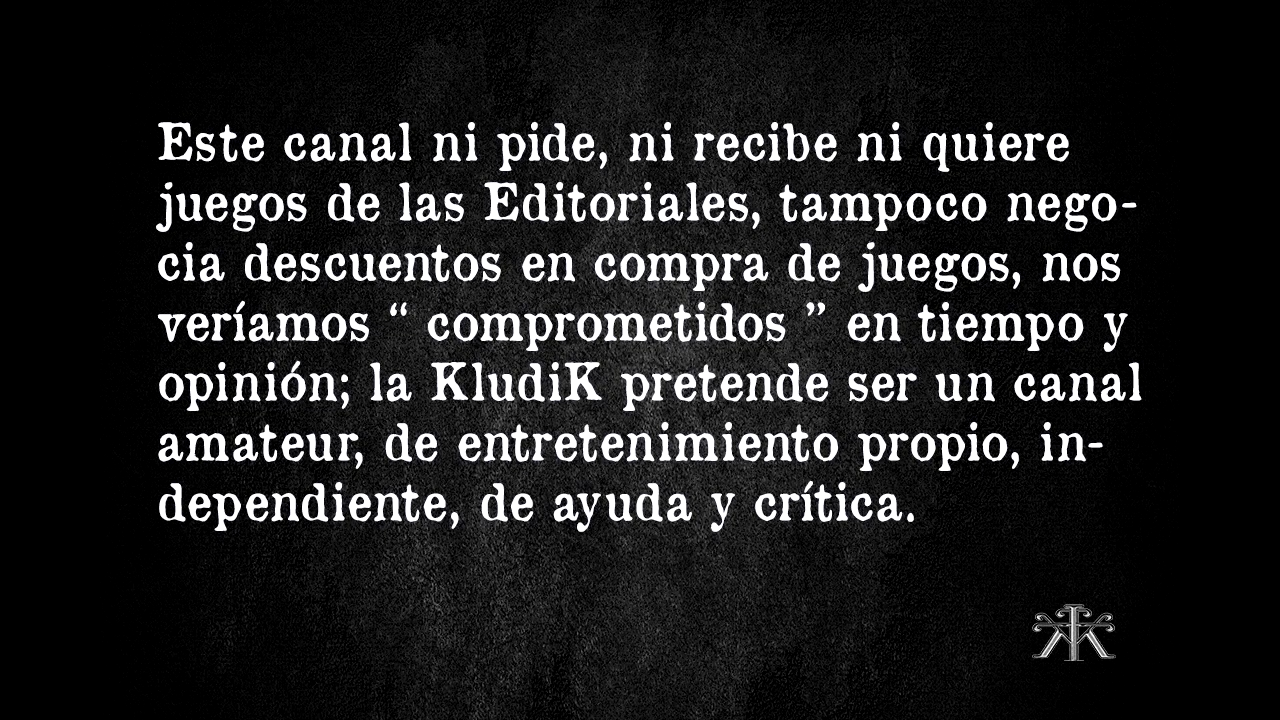 Este canal ni pide, ni recibe ni quiere
juegos de las Editoriales, tampoco nego-
cia descuentos en compra de juegos, nos
veríamos “ comprometidos ” en tiempo y
opinión; la KludiK pretende ser un canal
amateur, de entretenimiento propio, in-
dependiente, de ayuda y crítica.